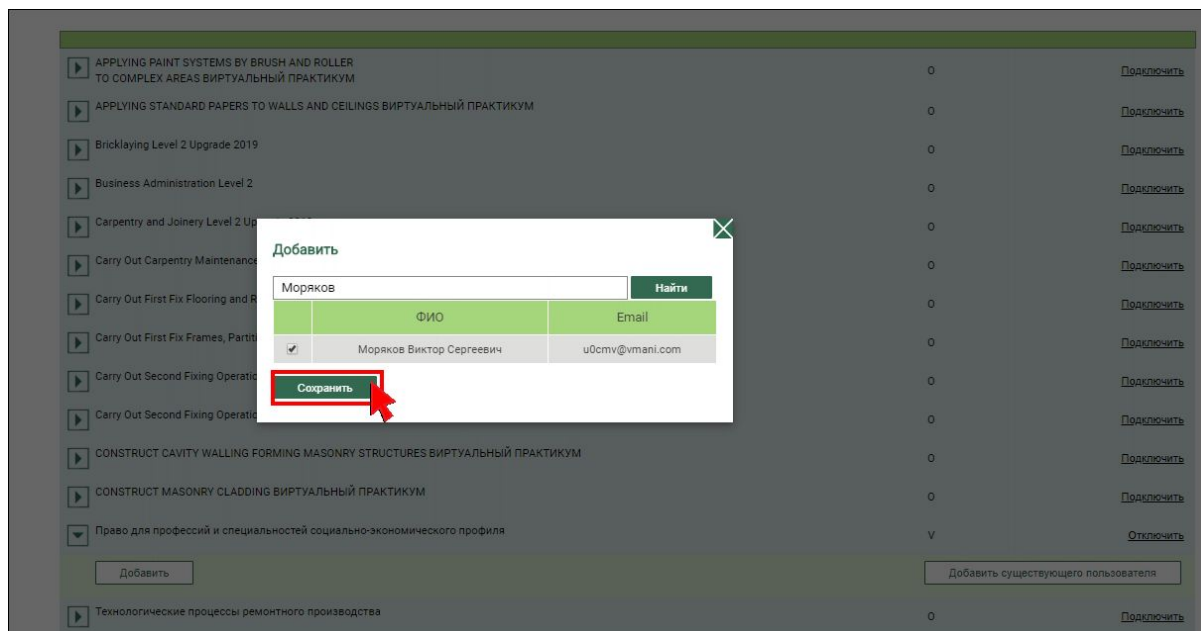 APPLYING PAINT SYSTEMS BY BRUSH AND ROLLER
TO COMPLEX AREAS ВИРТУАЛЬНЫЙ ПРАКТИКУМ
O Подключить
APPLYING STANDARD PAPERS TO WALLS AND CEILINGS ВИРТУАЛЬНЫЙ ПРАКТИКУМ O Подключить
Bricklaying Level 2 Upgrade 2019 O Подключить
Business Administration Level 2 O Подключить
Carpentry and Joinery Level 2 O Подключить
Carry Out Carpentry Maintenance O Подключить
Carry Out First Fix Flooring and O Подключить
Carry Out First Fix Frames, O Подключить
Carry Out Second Fixing O Подключить
Carry Out Second Fixing O Подключить
CONSTRUCT CAVITY WALLING FORMING MASONRY STRUCTURES ВИРТУАЛЬНЫЙ ПРАКТИКУМ O Подключить
CONSTRUCT MASONRY CLADDING ВИРТУАЛЬНЫЙ ПРАКТИКУМ O Подключить
Право для профессий и специальностей социально-экономического профиля V Отключить
Добавить Добавить существующего пользователя
Технологические процессы ремонтного производства O Подключить
Добавить
Моряков Найти
ФИО Email
Моряков Виктор Сергеевич u0cmv@vmani.com
Сохранить